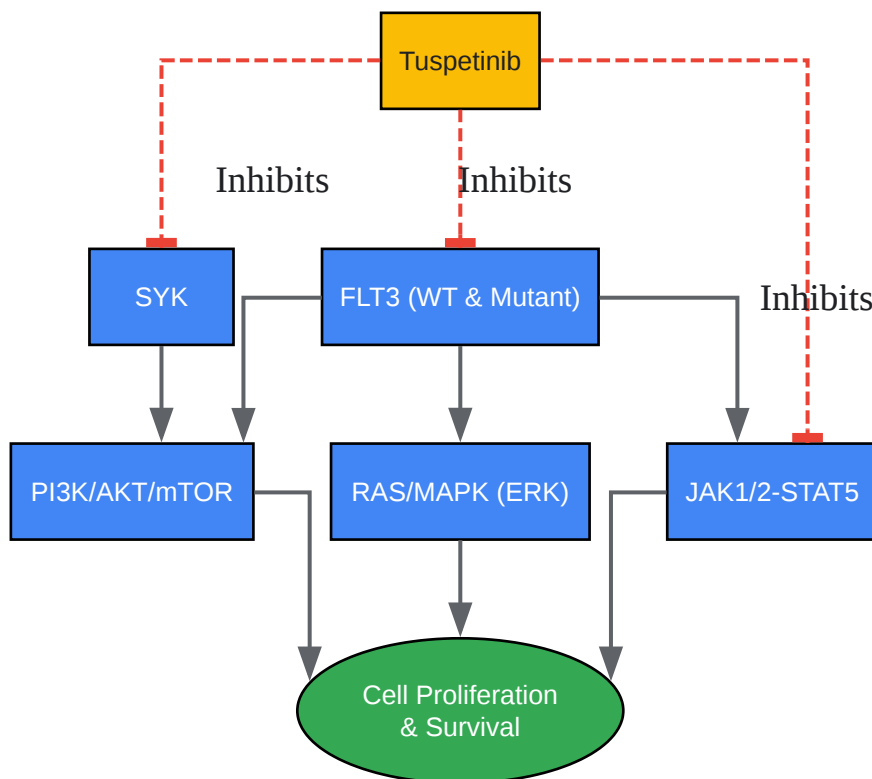 Tuspetinib
Inhibits
Inhibits
SYK
FLT3 (WT & Mutant)
Inhibits
PI3K/AKT/mTOR
RAS/MAPK (ERK)
JAK1/2-STAT5
Cell Proliferation
& Survival